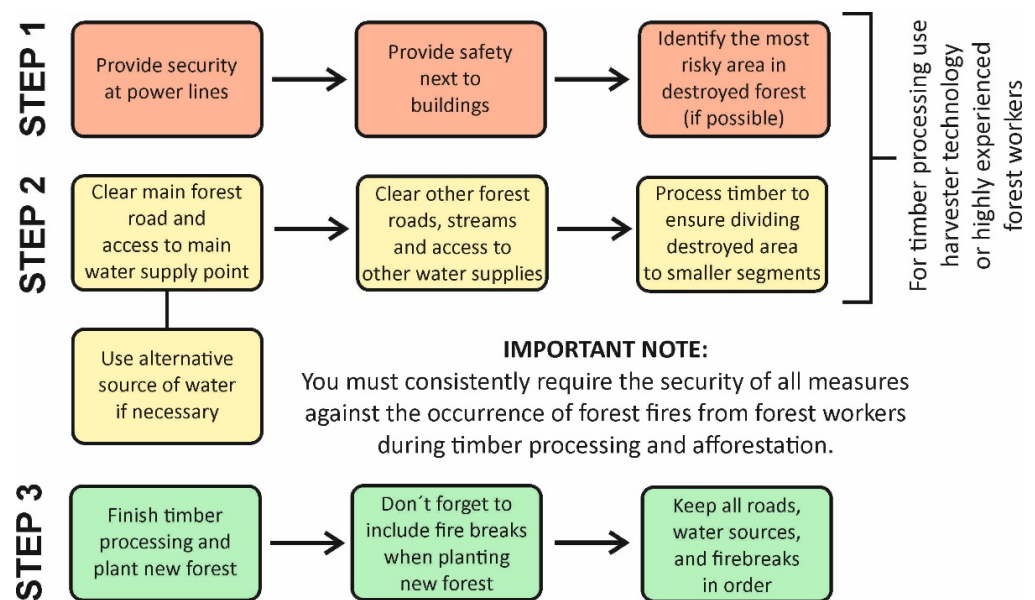 STEP 1
Provide security
at power lines
Provide safety
next to
buildings
Identify the most
risky area in
destroyed forest
(if possible)
For timber processing use
harvester technology
or highly experienced
forest workers
STEP 2
Clear main forest
road and
access to main
water supply point
Clear other forest
roads, streams
and access to
other water supplies
Process timber to
ensure dividing
destroyed area
to smaller segments
Use alternative
source of water
if necessary
IMPORTANT NOTE:
You must consistently require the security of all measures
against the occurrence of forest fires from forest workers
during timber processing and afforestation.
STEP 3
Finish timber
processing and
plant new forest
Don´t forget to
include fire breaks
when planting
new forest
Keep all roads,
water sources,
and firebreaks
in order